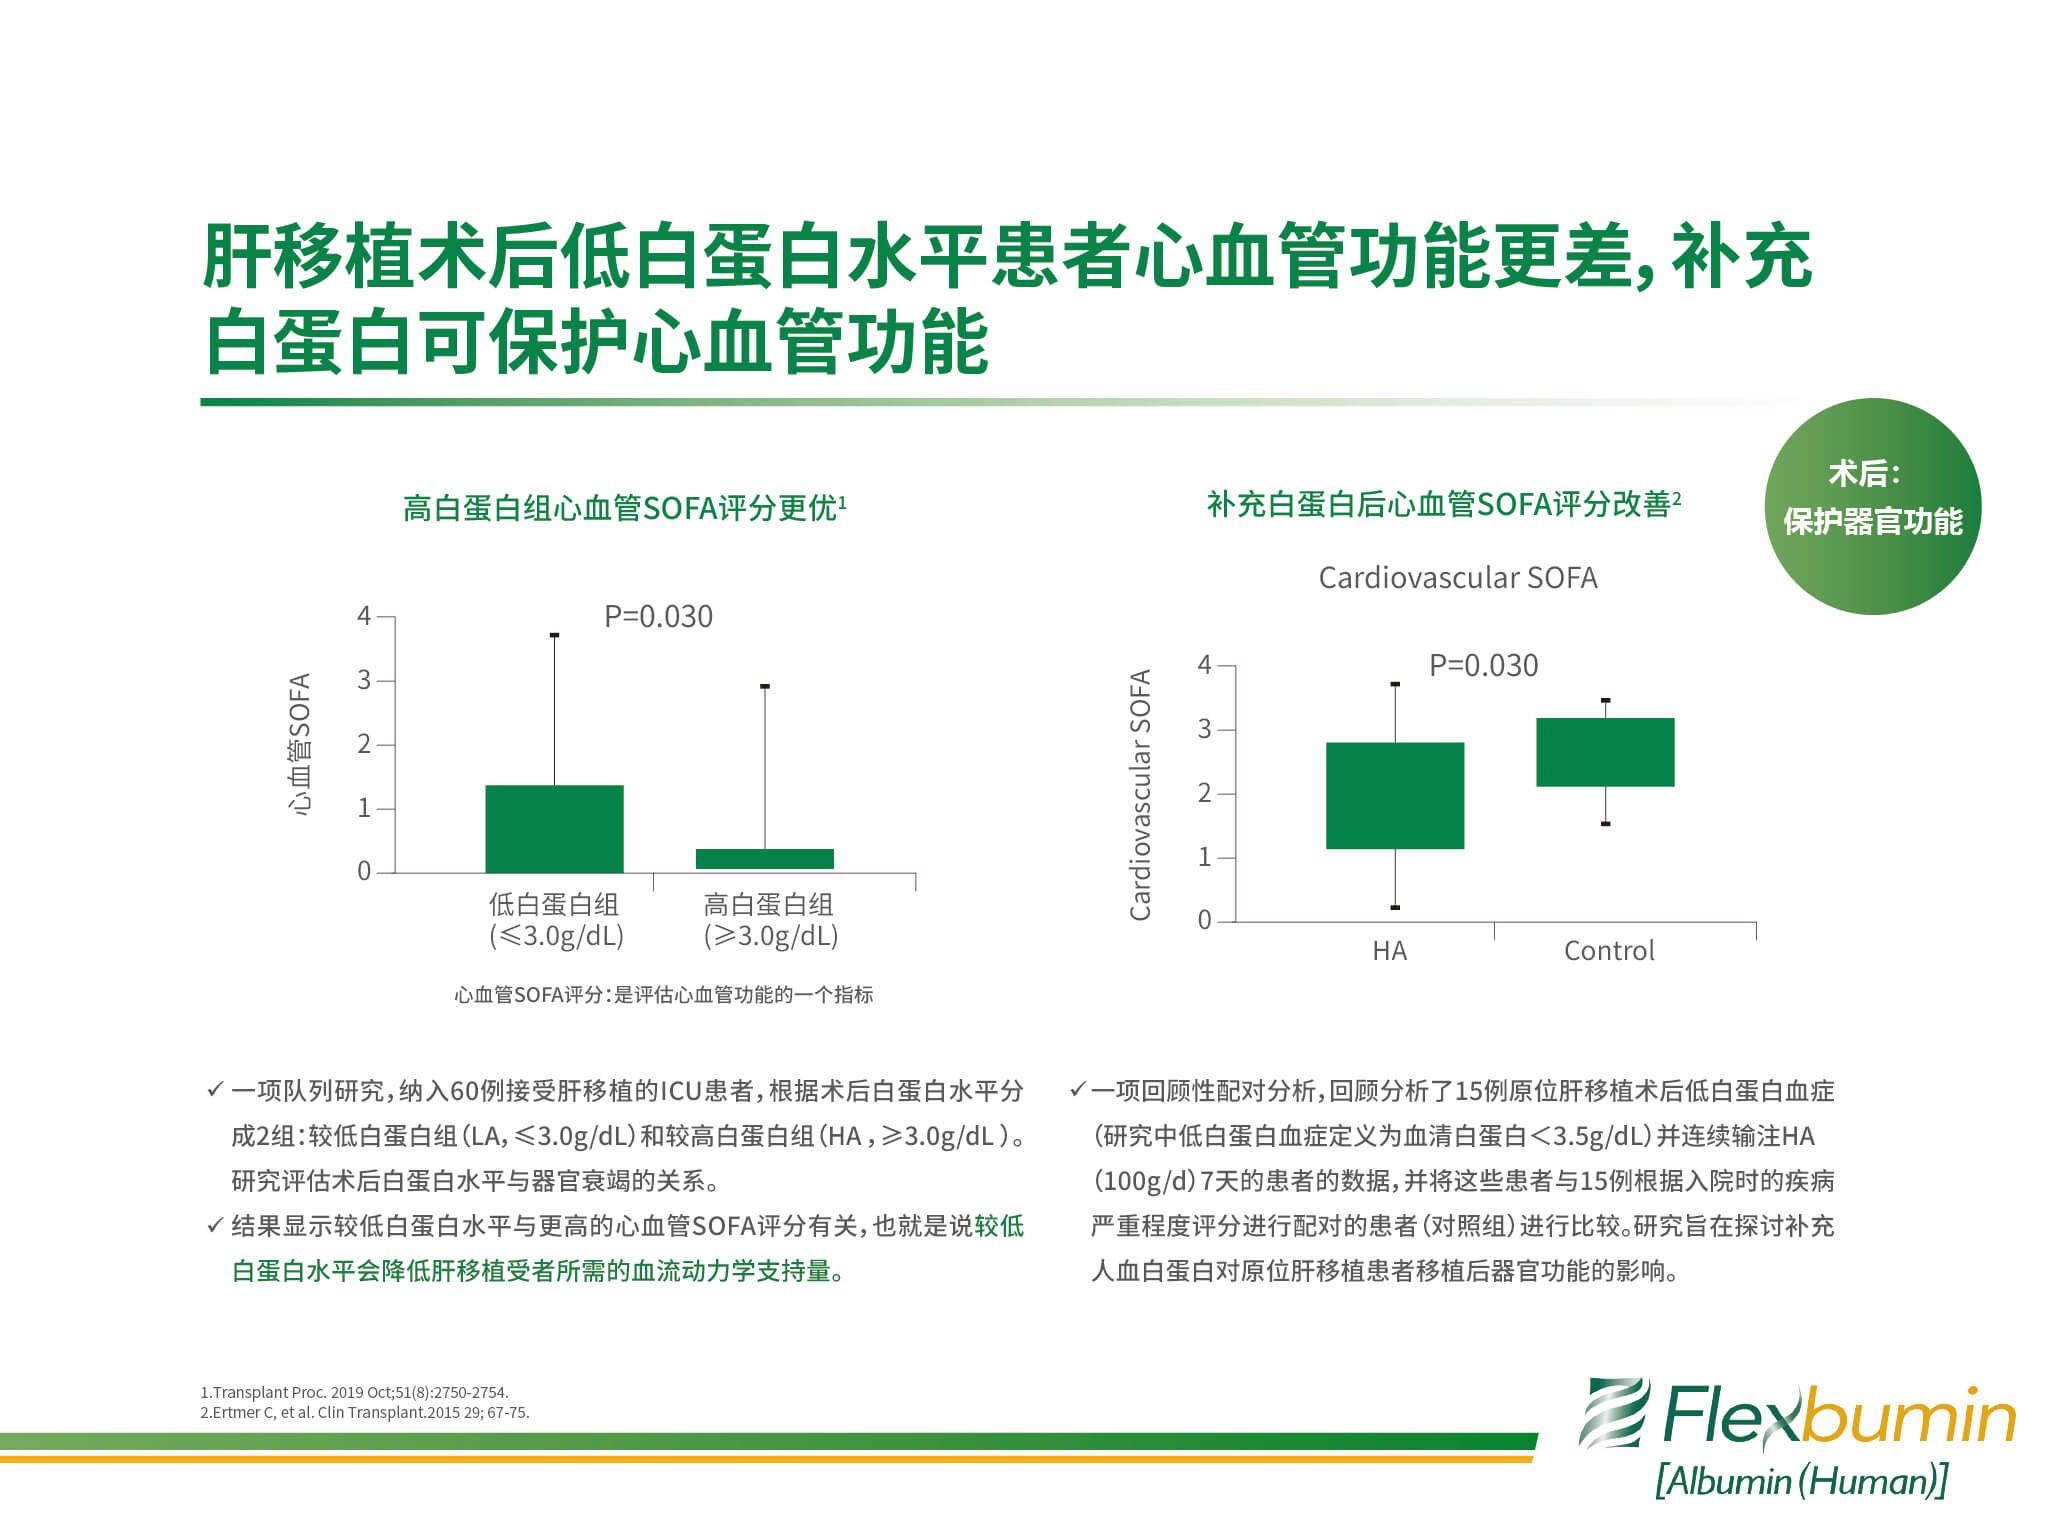 肝移植术后低白蛋白水平患者心血管功能更差，补充
白蛋白可保护心血管功能
术后：
保护器官功能
高白蛋白组心血管SOFA评分更优1
P=0.030
心血管SOFA
4
3
2
1
0
低白蛋白组
(≤3.0g/dL)
高白蛋白组
(≥3.0g/dL)
心血管SOFA评分：是评估心血管功能的一个指标
补充白蛋白后心血管SOFA评分改善2
Cardiovascular SOFA
P=0.030
Cardiovascular SOFA
4
3
2
1
0
HA
Control
✓ 一项队列研究，纳入60例接受肝移植的ICU患者，根据术后白蛋白水平分
成2组：较低白蛋白组（LA，≤3.0g/dL）和较高白蛋白组（HA，≥3.0g/dL）。
研究评估术后白蛋白水平与器官衰竭的关系。
✓ 结果显示较低白蛋白水平与更高的心血管SOFA评分有关，也就是说较低
白蛋白水平会降低肝移植受者所需的血流动力学支持量。
✓ 一项回顾性配对分析，回顾分析了15例原位肝移植术后低白蛋白血症
（研究中低白蛋白血症定义为血清白蛋白＜3.5g/dL）并连续输注HA
（100g/d）7天的患者的数据，并将这些患者与15例根据入院时的疾病
严重程度评分进行配对的患者（对照组）进行比较。研究旨在探讨补充
人血白蛋白对原位肝移植患者移植后器官功能的影响。
1.Transplant Proc. 2019 Oct;51(8):2750-2754.
2.Ertmer C, et al. Clin Transplant.2015 29; 67-75.
Flexbumin
[Albumin (Human)]